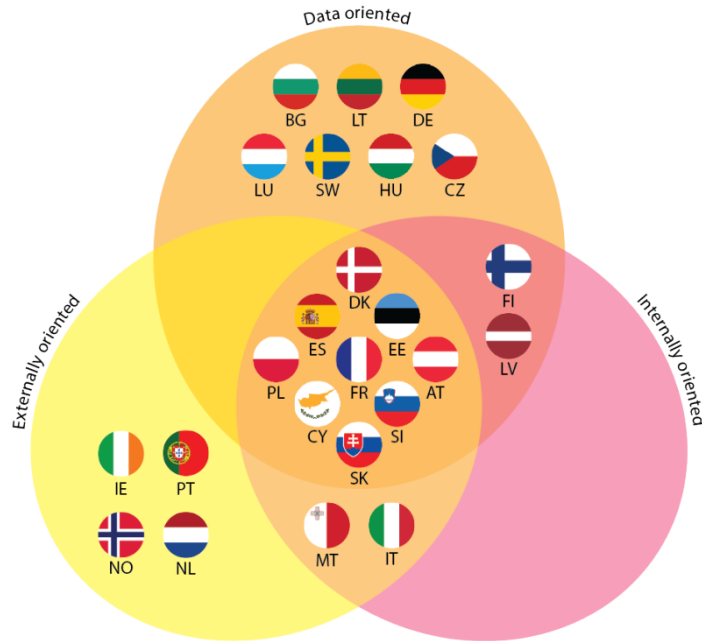 Data oriented
BG LT DE
LU SW HU CZ
Externally oriented
Internally oriented
DK
FI
ES EE
LV
PL FR AT
CY SI
SK
IE PT
MT IT
NO NL